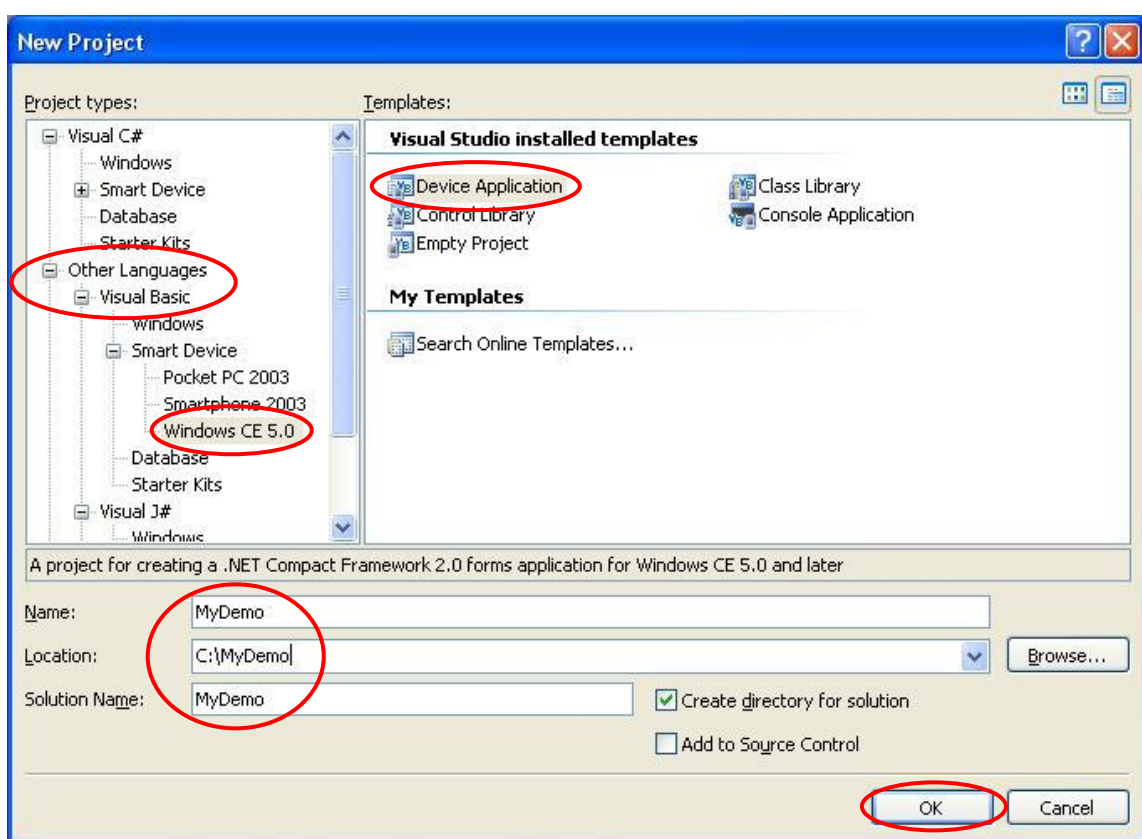 New Project
Project types:
Templates:
Visual C#
Windows
Smart Device
Database
Starter Kits
Other Languages
Visual Basic
Windows
Smart Device
Pocket PC 2003
Smartphone 2003
Windows CE 5.0
Database
Starter Kits
Visual J#
Windows
Visual Studio installed templates
Device Application
Class Library
Control Library
Console Application
Empty Project
My Templates
Search Online Templates...
A project for creating a .NET Compact Framework 2.0 forms application for Windows CE 5.0 and later
Name: MyDemo
Location: C:\MyDemo Browse...
Solution Name: MyDemo Create directory for solution
Add to Source Control
OK Cancel